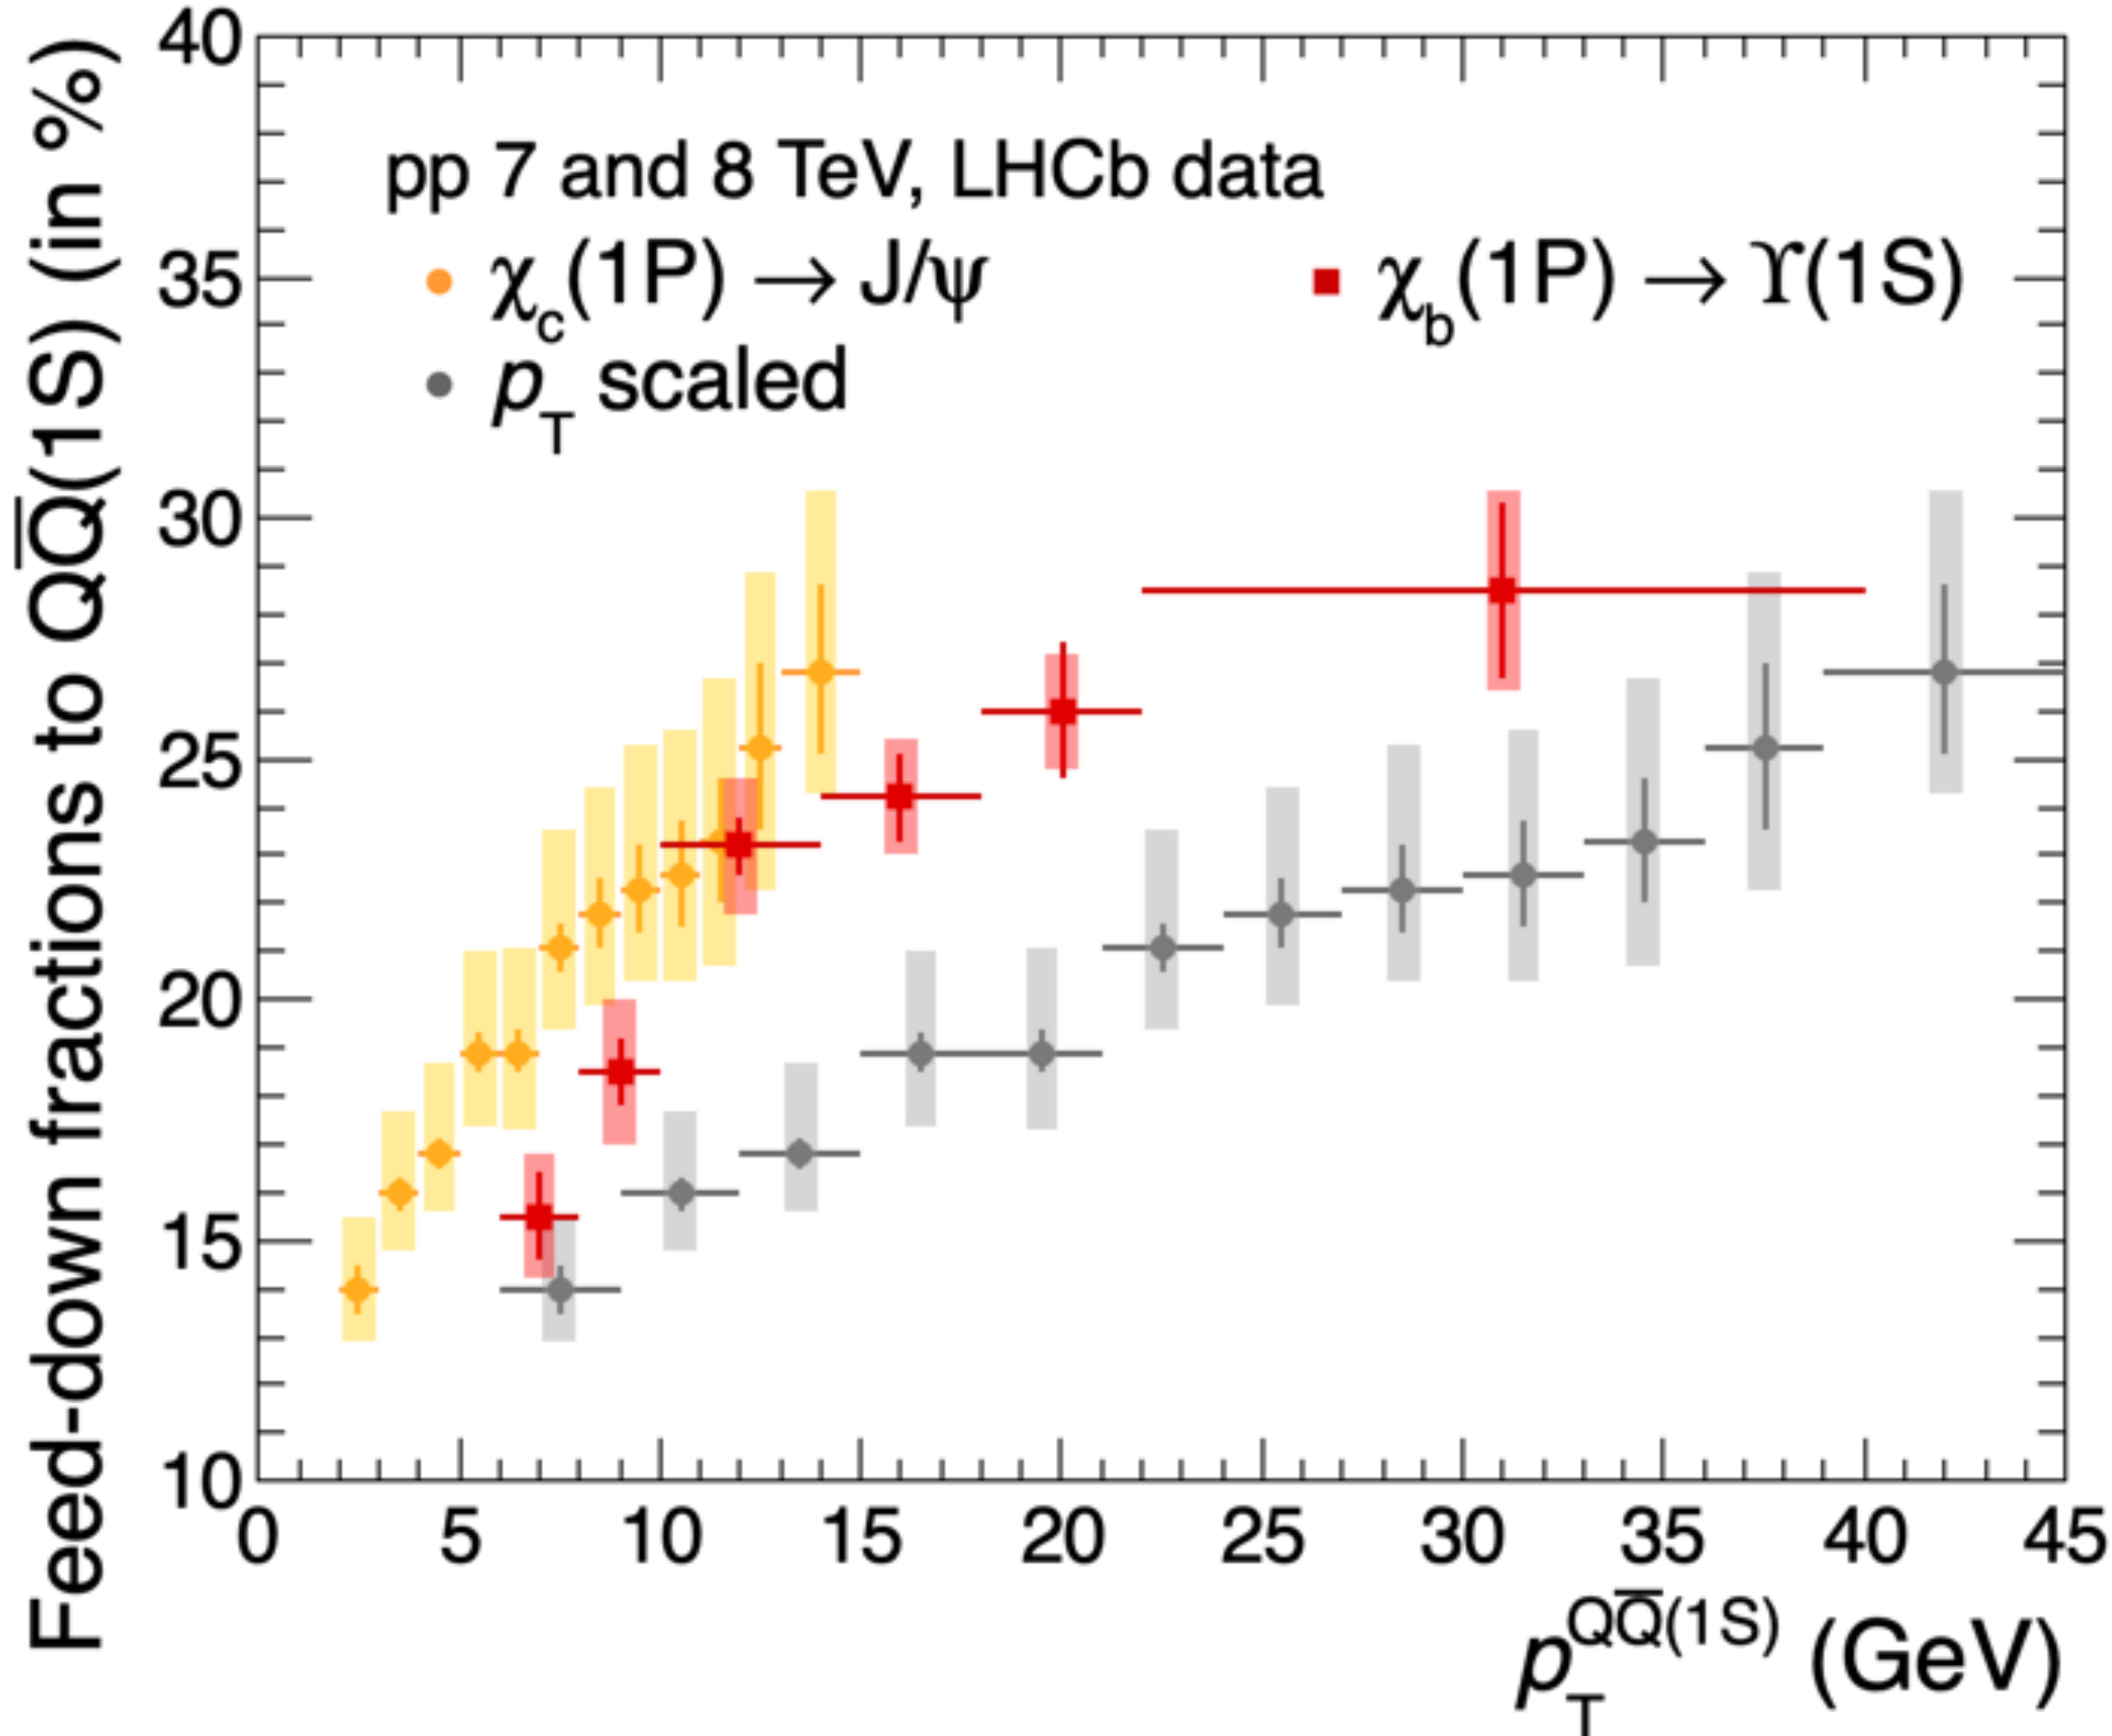 Feed-down fractions to QQ̅(1S) (in %)
40
35
30
25
20
15
10
pp 7 and 8 TeV, LHCb data
χc(1P) → J/ψ
χb(1P) → ϒ(1S)
pT scaled
0 5 10 15 20 25 30 35 40 45
pT QQ̅(1S) (GeV)